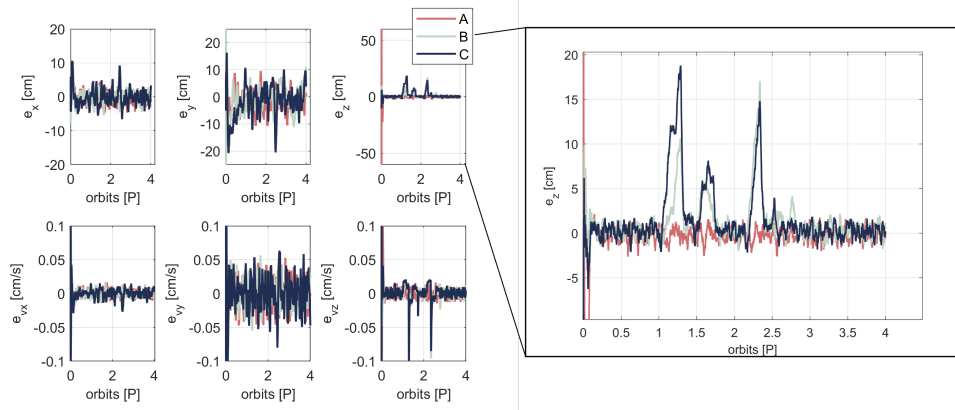 A
B
C
20
10
0
-10
-20
e_x [cm]
0 2 4
orbits [P]
20
10
0
-10
-20
e_y [cm]
0 2 4
orbits [P]
50
0
-50
e_z [cm]
0 2 4
orbits [P]
0.1
0.05
0
-0.05
-0.1
e_vx [cm/s]
0 2 4
orbits [P]
0.1
0.05
0
-0.05
-0.1
e_vy [cm/s]
0 2 4
orbits [P]
0.1
0.05
0
-0.05
-0.1
e_vz [cm/s]
0 2 4
orbits [P]
20
15
10
5
0
-5
e_z [cm]
0 0.5 1 1.5 2 2.5 3 3.5 4
orbits [P]